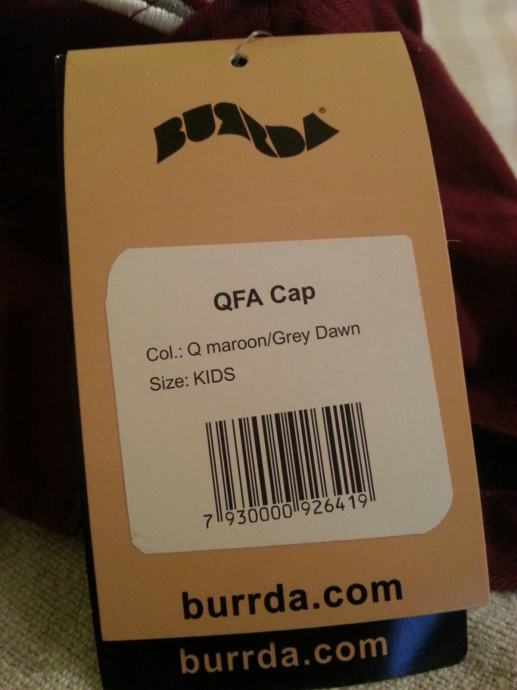 BURRDA®
QFA Cap
Col.: Q maroon/Grey Dawn
Size: KIDS
7 930000 926419
burrda.com
burrda.com